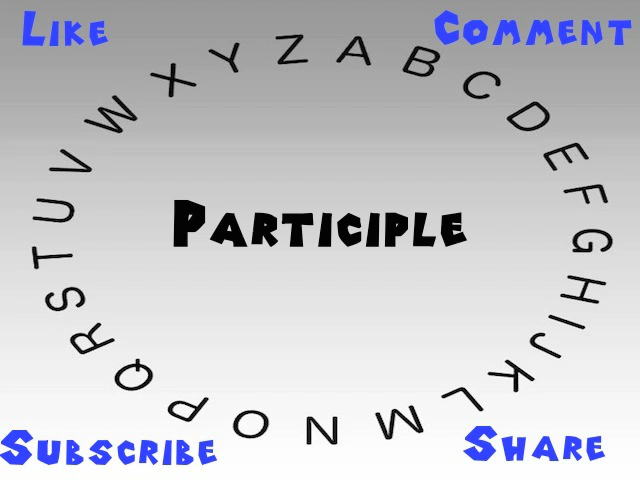 Like
Comment
A B C D E F G H I J K L M N O P Q R S T U V W X Y Z
Participle
Subscribe
Share